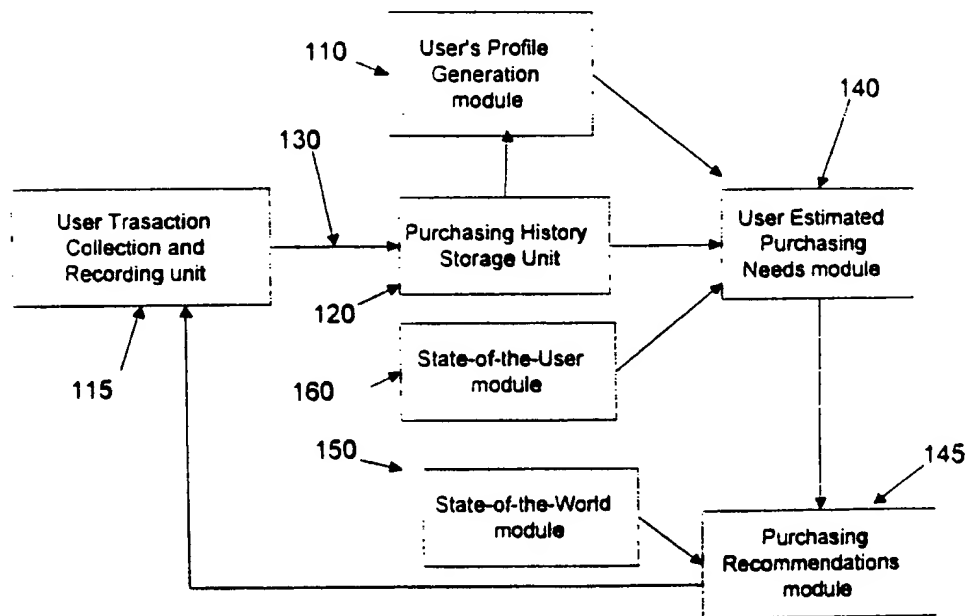 110
User's Profile
Generation
module
140
130
User Trasaction
Collection and
Recording unit
Purchasing History
Storage Unit
User Estimated
Purchasing
Needs module
120
115
160
State-of-the-User
module
150
145
State-of-the-World
module
Purchasing
Recommendations
module